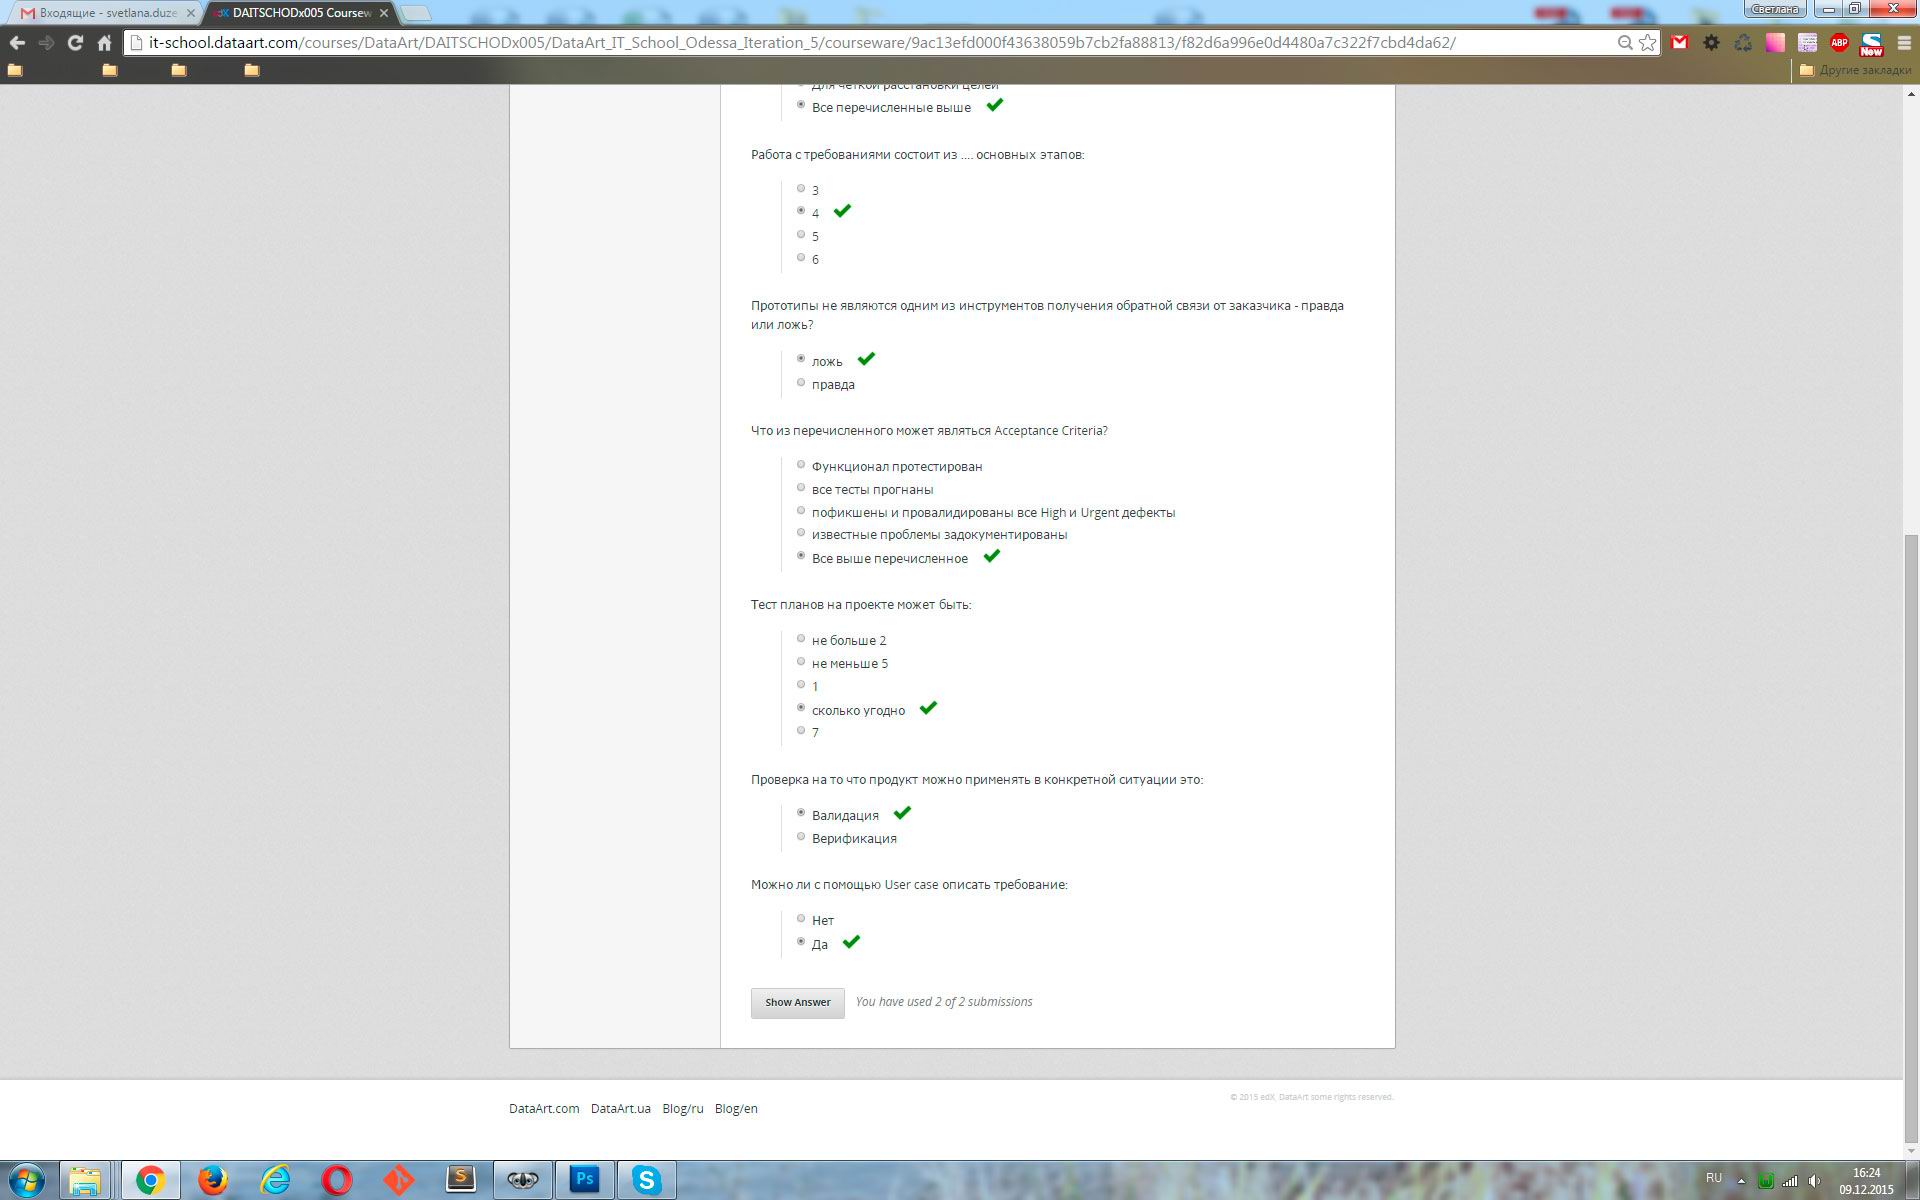 Входящие - svetlana.duze
DAITSCHODx005 Coursew
Светлана
it-school.dataart.com/courses/DataArt/DAITSCHODx005/DataArt_IT_School_Odessa_Iteration_5/courseware/9ac13efd000f43638059b7cb2fa88813/f82d6a996e0d4480a7c322f7cbd4da62/
ABP
New
Другие закладки
Для четкой расстановки целей
Все перечисленные выше
Работа с требованиями состоит из .... основных этапов:
3
4
5
6
Прототипы не являются одним из инструментов получения обратной связи от заказчика - правда
или ложь?
ложь
правда
Что из перечисленного может являться Acceptance Criteria?
Функционал протестирован
все тесты прогнаны
пофикшены и провалидированы все High и Urgent дефекты
известные проблемы задокументированы
Все выше перечисленное
Тест планов на проекте может быть:
не больше 2
не меньше 5
1
сколько угодно
7
Проверка на то что продукт можно применять в конкретной ситуации это:
Валидация
Верификация
Можно ли с помощью User case описать требование:
Нет
Да
Show Answer You have used 2 of 2 submissions
© 2015 edX, DataArt some rights reserved.
DataArt.com DataArt.ua Blog/ru Blog/en
Ps
RU
16:24
09.12.2015